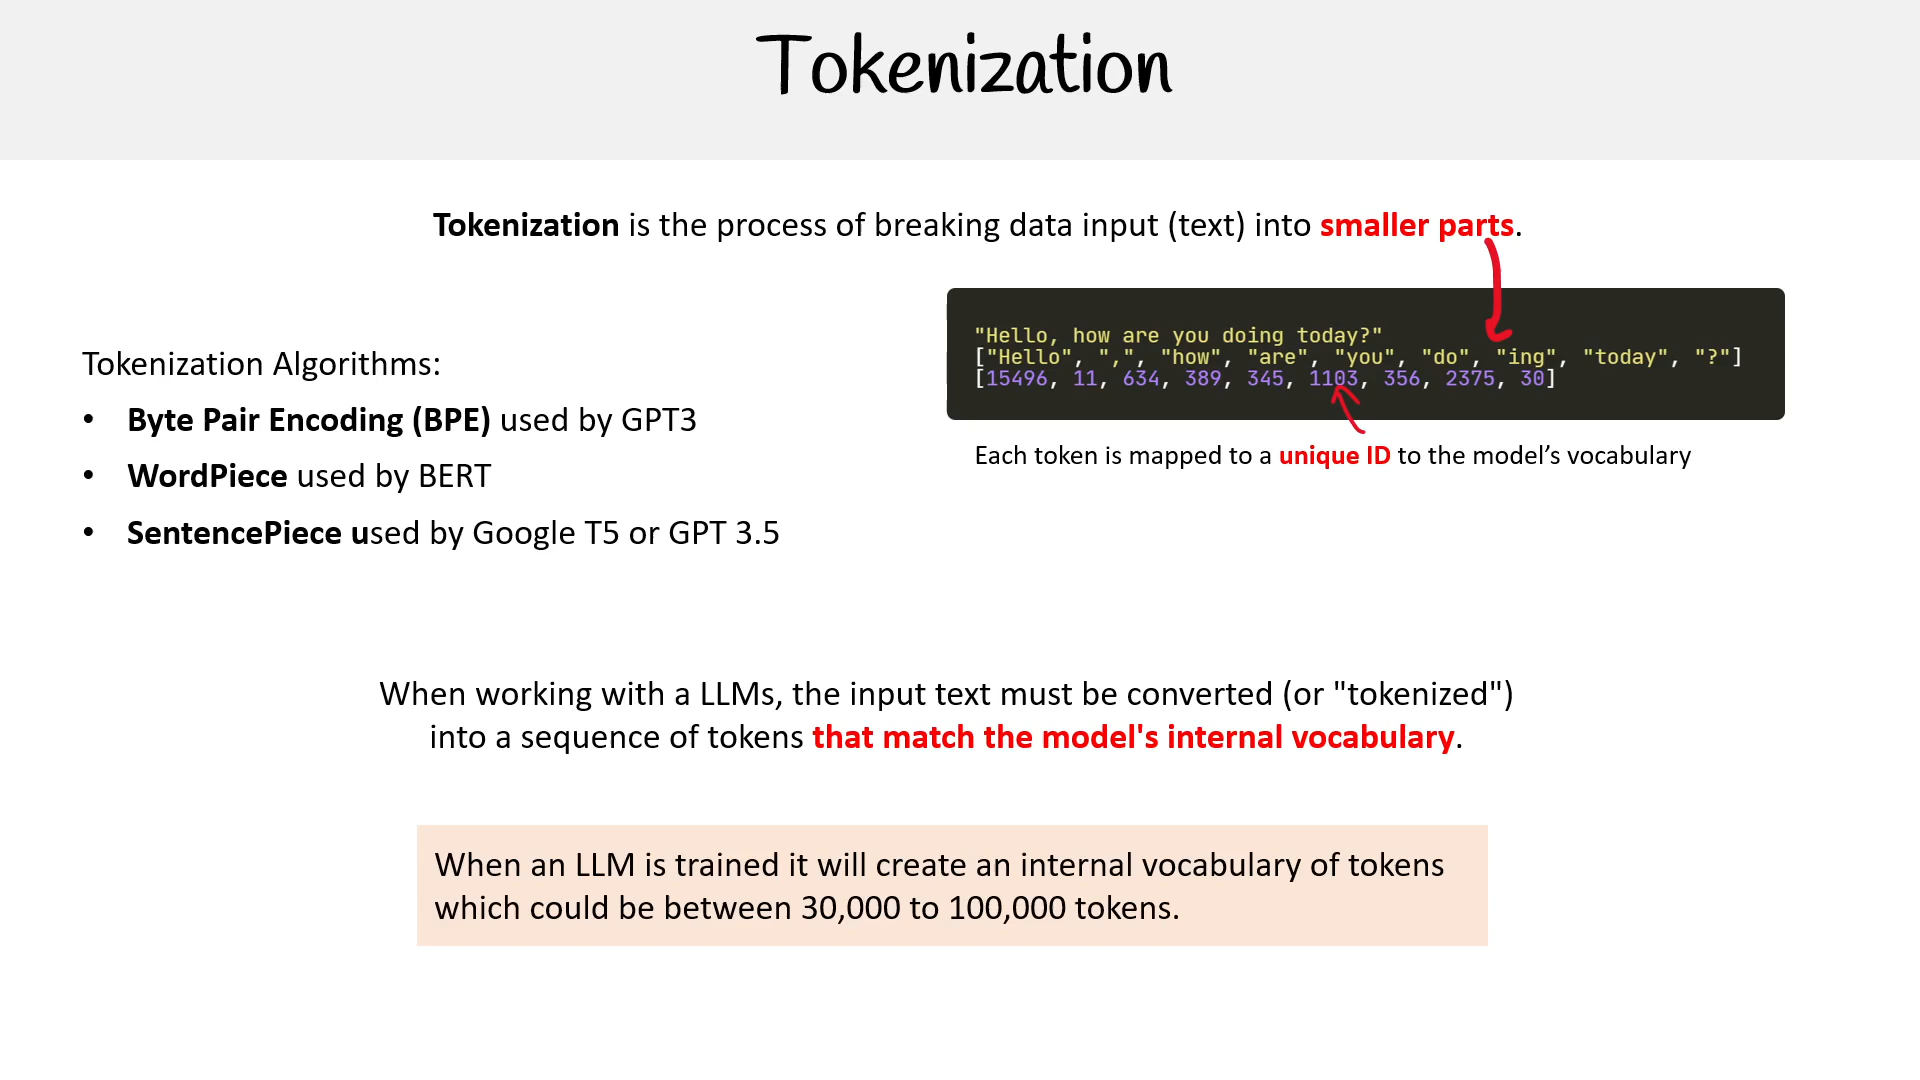 Tokenization
Tokenization is the process of breaking data input (text) into smaller parts.
"Hello, how are you doing today?"
["Hello", ",", "how", "are", "you", "do", "ing", "today", "?"]
[15496, 11, 634, 389, 345, 1103, 356, 2375, 30]
Each token is mapped to a unique ID to the model’s vocabulary
Tokenization Algorithms:
• Byte Pair Encoding (BPE) used by GPT3
• WordPiece used by BERT
• SentencePiece used by Google T5 or GPT 3.5
When working with a LLMs, the input text must be converted (or "tokenized")
into a sequence of tokens that match the model's internal vocabulary.
When an LLM is trained it will create an internal vocabulary of tokens
which could be between 30,000 to 100,000 tokens.